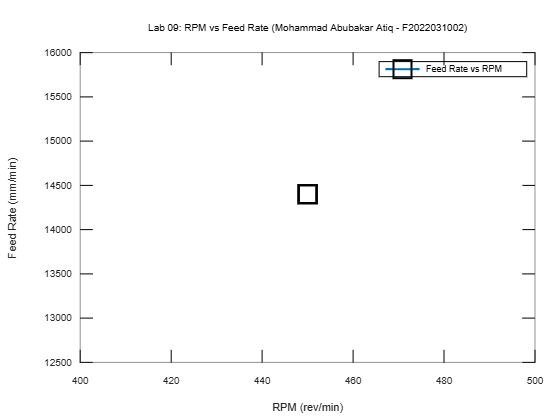 Lab 09: RPM vs Feed Rate (Mohammad Abubakar Atiq - F2022031002)
16000
Feed Rate vs RPM
15500
15000
14500
14000
13500
13000
12500
Feed Rate (mm/min)
400 420 440 460 480 500
RPM (rev/min)